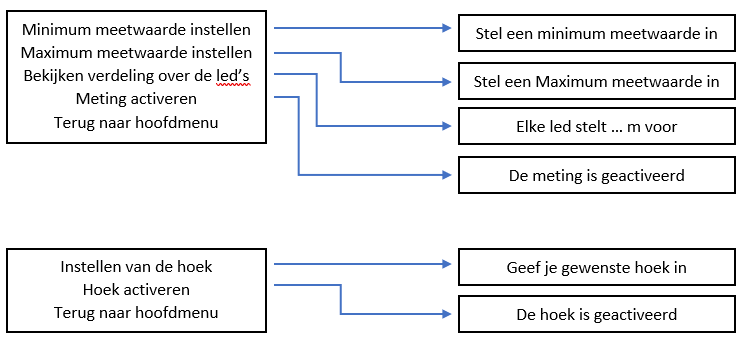 Minimum meetwaarde instellen
Maximum meetwaarde instellen
Bekijken verdeling over de led’s
Meting activeren
Terug naar hoofdmenu
Stel een minimum meetwaarde in
Stel een Maximum meetwaarde in
Elke led stelt ... m voor
De meting is geactiveerd
Instellen van de hoek
Hoek activeren
Terug naar hoofdmenu
Geef je gewenste hoek in
De hoek is geactiveerd